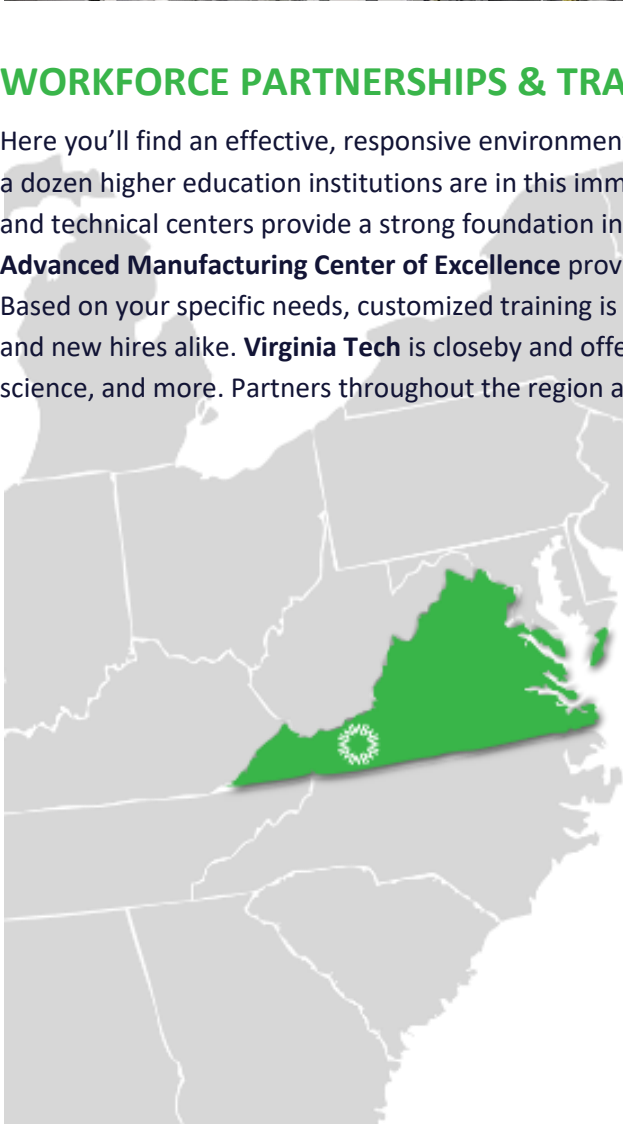 WORKFORCE PARTNERSHIPS & TRA
Here you’ll find an effective, responsive environmen
a dozen higher education institutions are in this imm
and technical centers provide a strong foundation in
Advanced Manufacturing Center of Excellence prov
Based on your specific needs, customized training is
and new hires alike. Virginia Tech is closeby and offe
science, and more. Partners throughout the region a